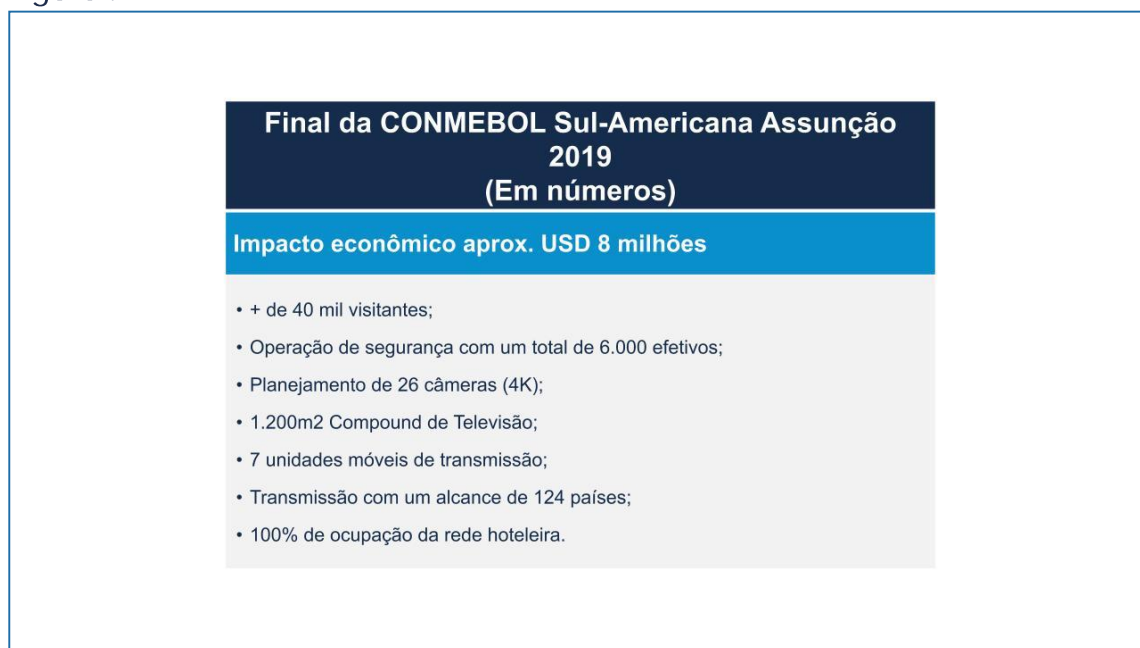 Final da CONMEBOL Sul-Americana Assunção
2019
(Em números)
Impacto econômico aprox. USD 8 milhões
• + de 40 mil visitantes;
• Operação de segurança com um total de 6.000 efetivos;
• Planejamento de 26 câmeras (4K);
• 1.200m2 Compound de Televisão;
• 7 unidades móveis de transmissão;
• Transmissão com um alcance de 124 países;
• 100% de ocupação da rede hoteleira.